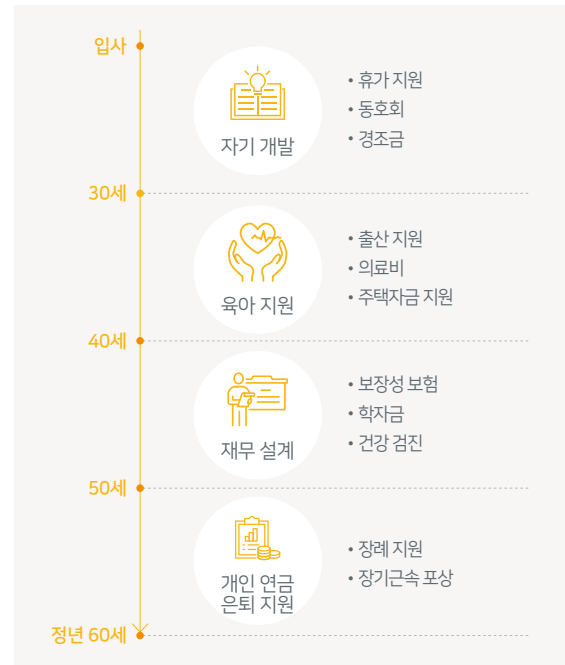 입사
자기 개발
• 휴가 지원
• 동호회
• 경조금
30세
육아 지원
• 출산 지원
• 의료비
• 주택자금 지원
40세
재무 설계
• 보장성 보험
• 학자금
• 건강 검진
50세
개인 연금
은퇴 지원
• 장례 지원
• 장기근속 포상
정년 60세